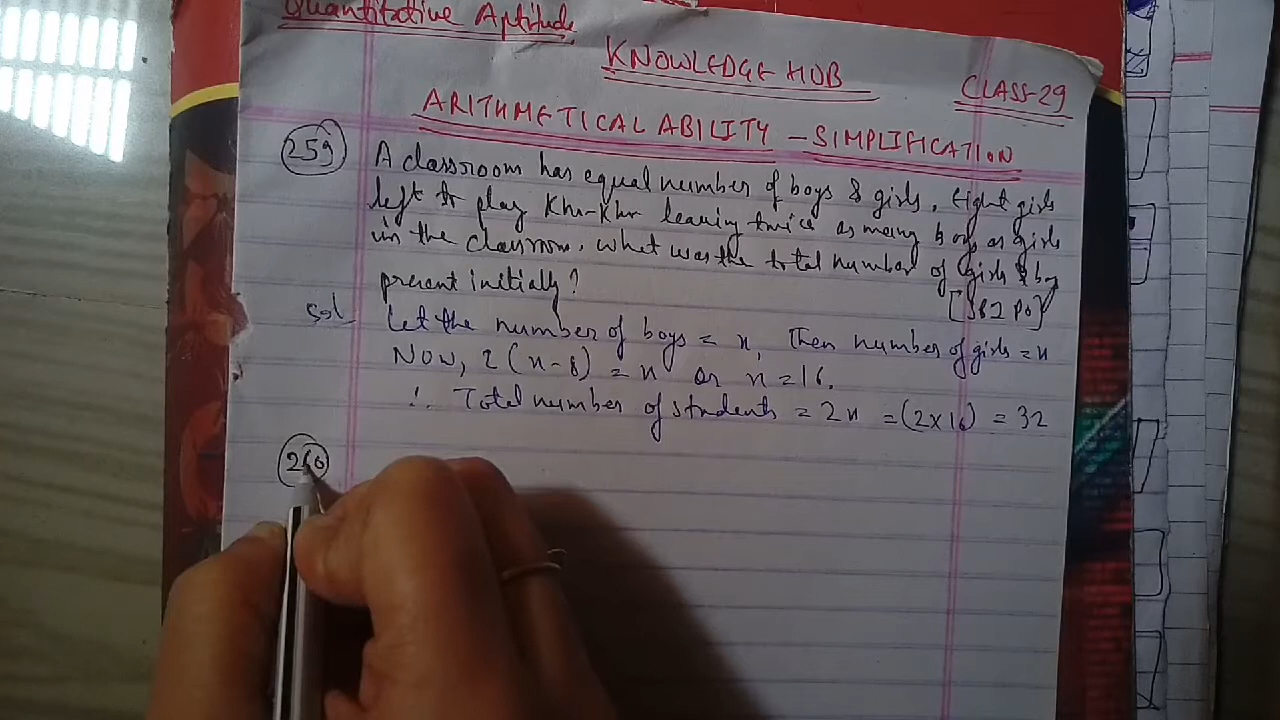 Quantitative Aptitude
KNOWLEDGE HUB
CLASS-29
ARITHMETICAL ABILITY - SIMPLIFICATION
259 A classroom has equal number of boys & girls. Eight girls
left to play Kho-Kho leaving twice as many boys as girls
in the classroom. What was the total number of girls & boy
present initially?
[SBI PO]
Sol. Let the number of boys = x, Then number of girls = x
Now, 2(x-8) = x or x = 16.
∴ Total number of students = 2x = (2×16) = 32
260